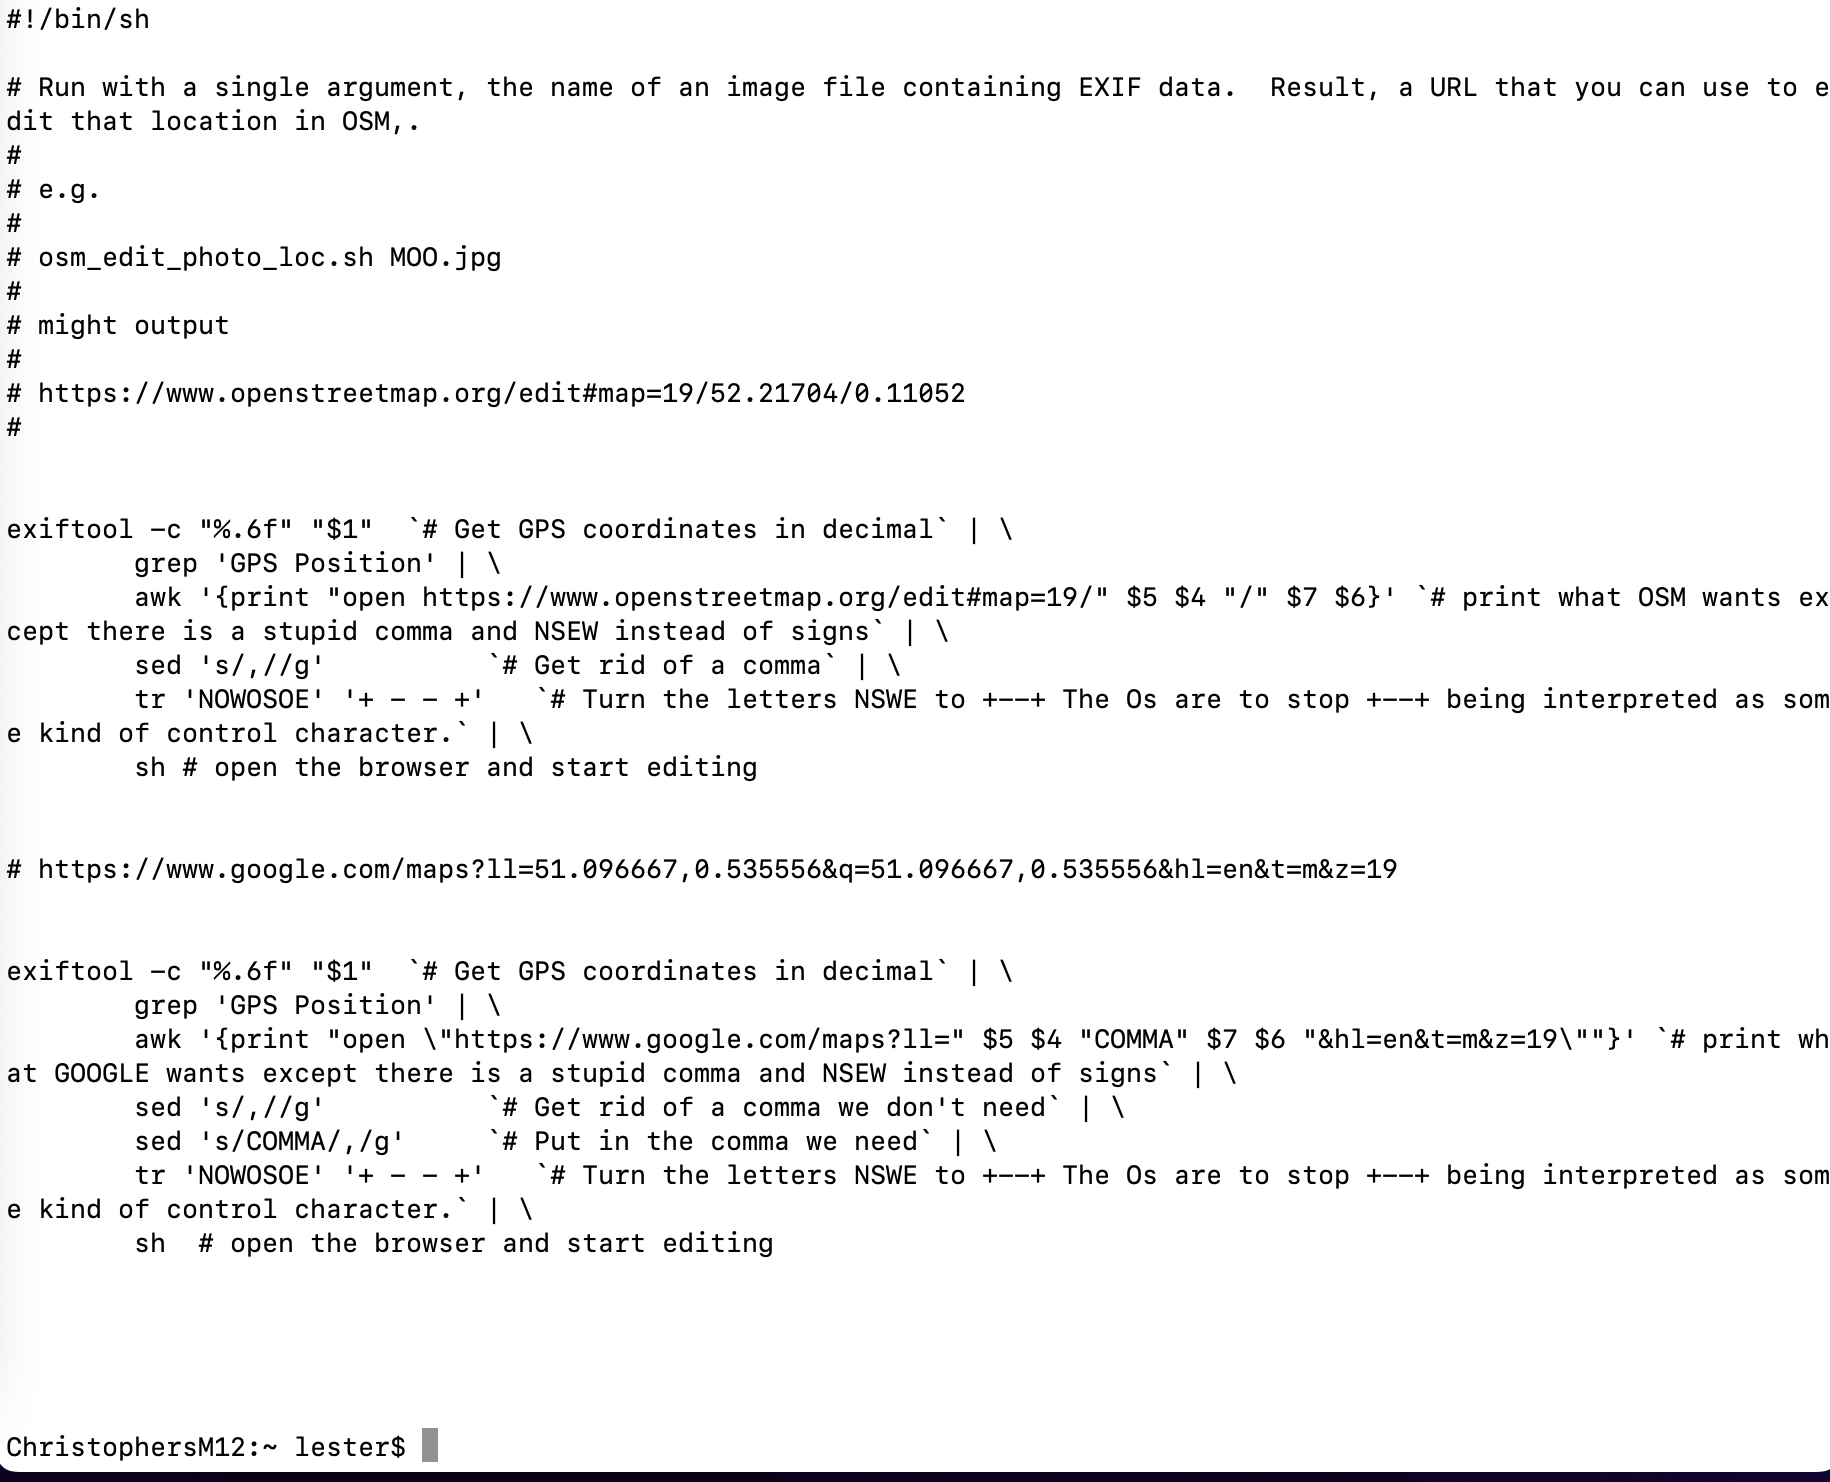 #!/bin/sh
# Run with a single argument, the name of an image file containing EXIF data.  Result, a URL that you can use to e
dit that location in OSM,.
#
# e.g.
#
# osm_edit_photo_loc.sh MOO.jpg
#
# might output
#
# https://www.openstreetmap.org/edit#map=19/52.21704/0.11052
#
exiftool -c "%.6f" "$1"  `# Get GPS coordinates in decimal` | \
        grep 'GPS Position' | \
        awk '{print "open https://www.openstreetmap.org/edit#map=19/" $5 $4 "/" $7 $6}' `# print what OSM wants ex
cept there is a stupid comma and NSEW instead of signs` | \
        sed 's/,//g'          `# Get rid of a comma` | \
        tr 'NOWOSOE' '+ - - +'   `# Turn the letters NSWE to +--+ The Os are to stop +--+ being interpreted as som
e kind of control character.` | \
        sh # open the browser and start editing
# https://www.google.com/maps?ll=51.096667,0.535556&q=51.096667,0.535556&hl=en&t=m&z=19
exiftool -c "%.6f" "$1"  `# Get GPS coordinates in decimal` | \
        grep 'GPS Position' | \
        awk '{print "open \"https://www.google.com/maps?ll=" $5 $4 "COMMA" $7 $6 "&hl=en&t=m&z=19\""}' `# print wh
at GOOGLE wants except there is a stupid comma and NSEW instead of signs` | \
        sed 's/,//g'          `# Get rid of a comma we don't need` | \
        sed 's/COMMA/,/g'     `# Put in the comma we need` | \
        tr 'NOWOSOE' '+ - - +'   `# Turn the letters NSWE to +--+ The Os are to stop +--+ being interpreted as som
e kind of control character.` | \
        sh  # open the browser and start editing
ChristophersM12:~ lester$